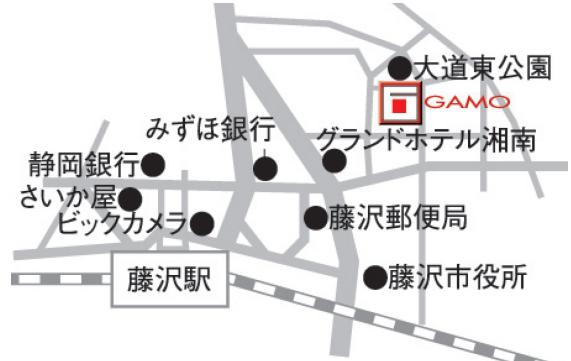 大道東公園
GAMO
みずほ銀行
グランドホテル湘南
静岡銀行
さいか屋
ビックカメラ
藤沢郵便局
藤沢駅
藤沢市役所